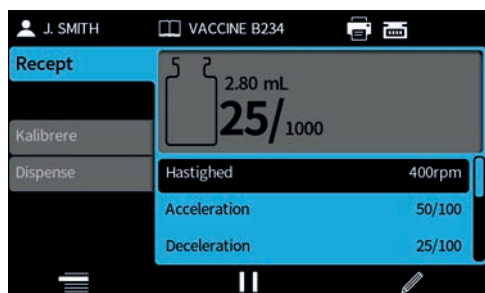 J. SMITH VACCINE B234
Recept
2.80 mL
25/1000
Kalibrere
Dispense
Hastighed 400rpm
Acceleration 50/100
Deceleration 25/100